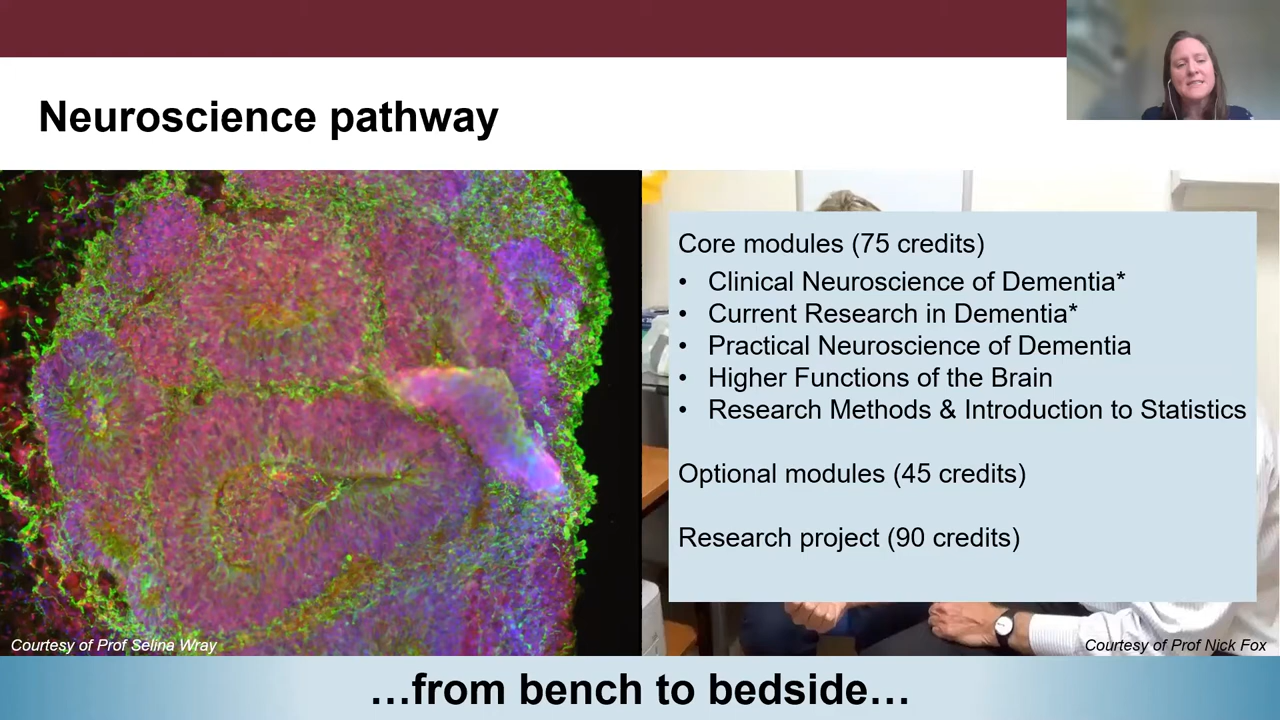 Neuroscience pathway
Core modules (75 credits)
• Clinical Neuroscience of Dementia*
• Current Research in Dementia*
• Practical Neuroscience of Dementia
• Higher Functions of the Brain
• Research Methods & Introduction to Statistics
Optional modules (45 credits)
Research project (90 credits)
Courtesy of Prof Selina Wray
Courtesy of Prof Nick Fox
…from bench to bedside…